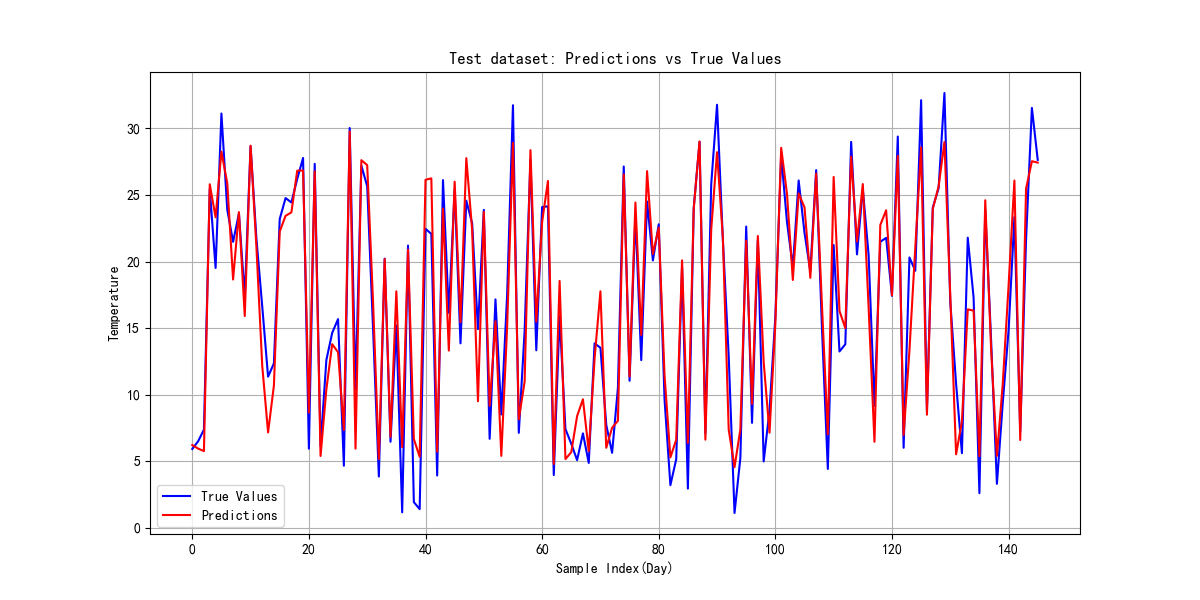 Test dataset: Predictions vs True Values
Temperature
30
25
20
15
10
5
0
True Values
Predictions
0 20 40 60 80 100 120 140
Sample Index(Day)